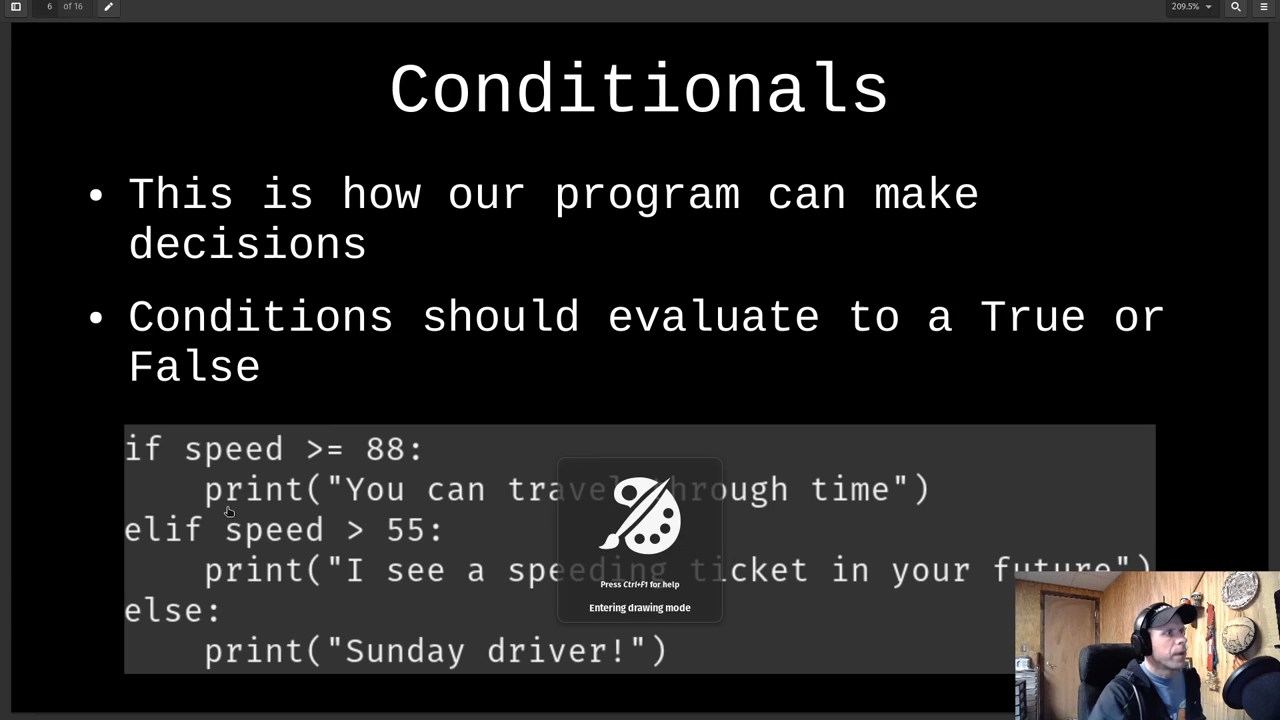 6 of 16
209.5%
Conditionals
• This is how our program can make
decisions
• Conditions should evaluate to a True or
False
if speed >= 88:
    print("You can travel through time")
elif speed > 55:
    print("I see a speeding ticket in your future")
else:
    print("Sunday driver!")
Press Ctrl+F1 for help
Entering drawing mode